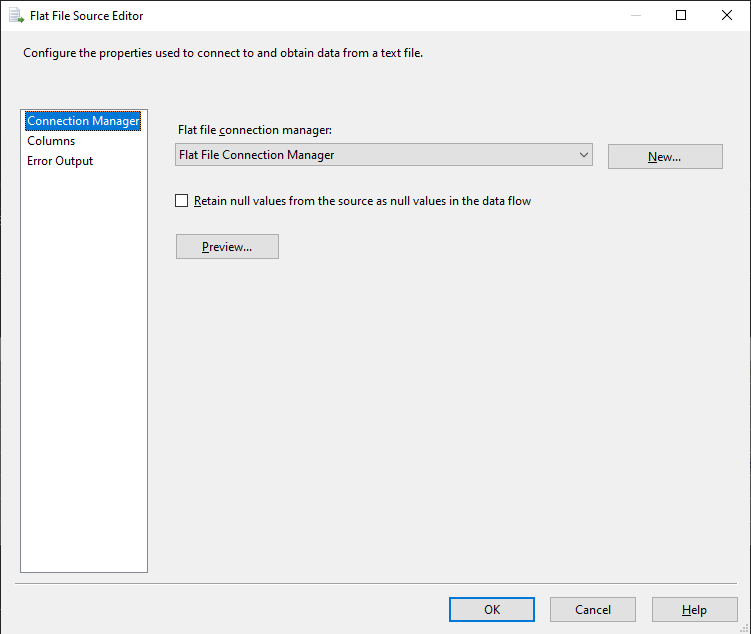 Flat File Source Editor
Configure the properties used to connect to and obtain data from a text file.
Connection Manager
Columns
Error Output
Flat file connection manager:
Flat File Connection Manager
New...
Retain null values from the source as null values in the data flow
Preview...
OK
Cancel
Help